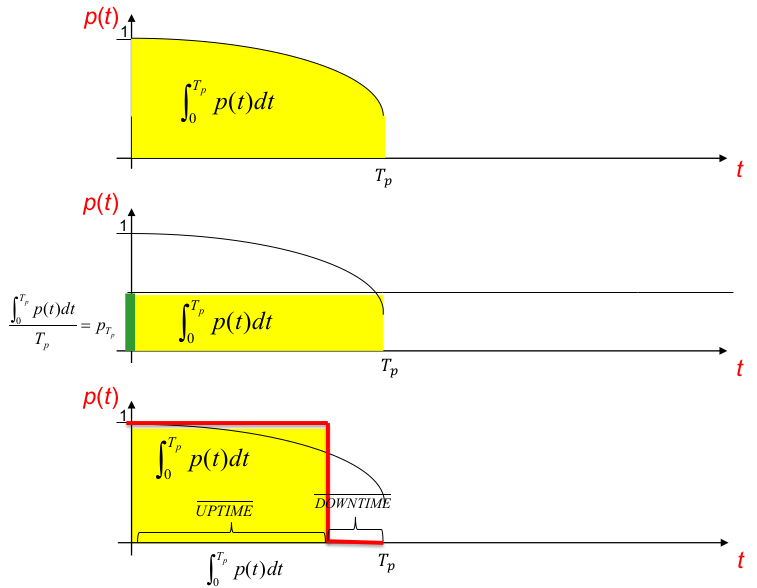 p(t)
1
∫₀^{T_p} p(t)dt
T_p
t
p(t)
1
∫₀^{T_p} p(t)dt / T_p = p_{T_p}
∫₀^{T_p} p(t)dt
T_p
t
p(t)
1
∫₀^{T_p} p(t)dt
UPTIME
DOWNTIME
∫₀^{T_p} p(t)dt
T_p
t